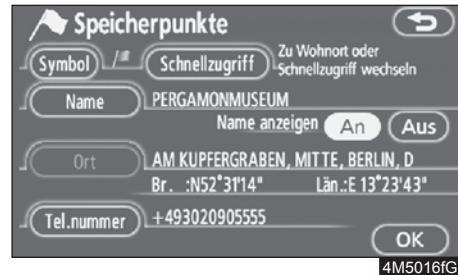 Speicherpunkte
Symbol
Schnellzugriff
Zu Wohnort oder
Schnellzugriff wechseln
Name
PERGAMONMUSEUM
Name anzeigen An Aus
Ort
AM KUPFERGRABEN, MITTE, BERLIN, D
Br. :N52°31'14" Län.:E 13°23'43"
Tel.nummer
+493020905555
OK
4M5016fG